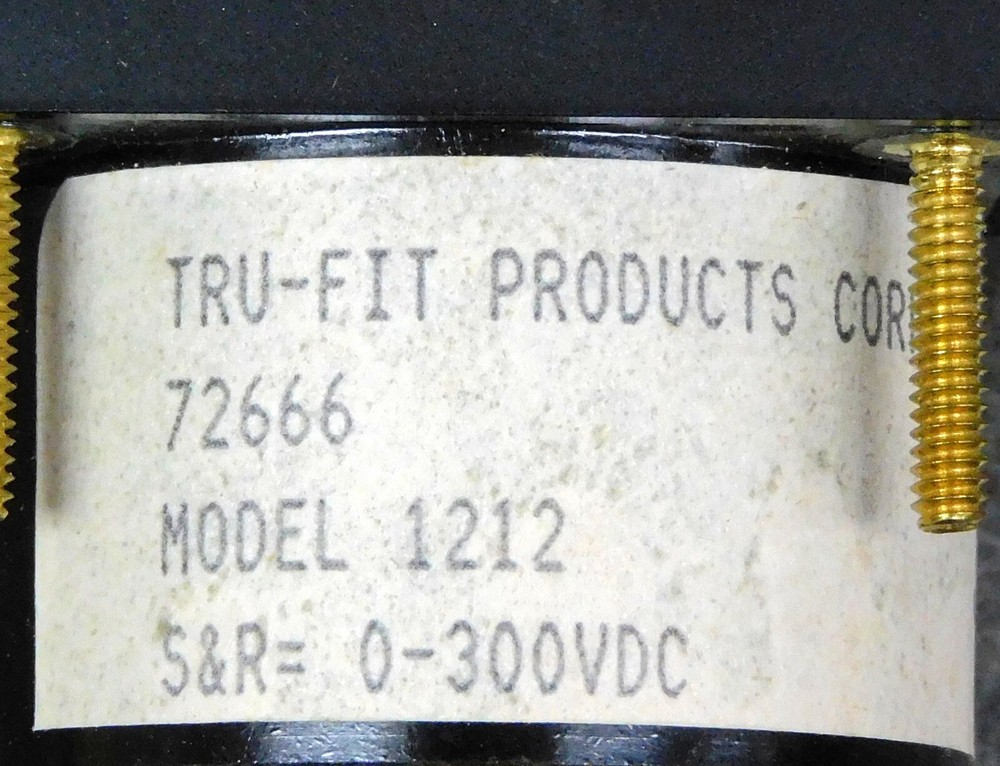 TRU-FIT PRODUCTS COR
72666
MODEL 1212
S&R= 0-300VDC